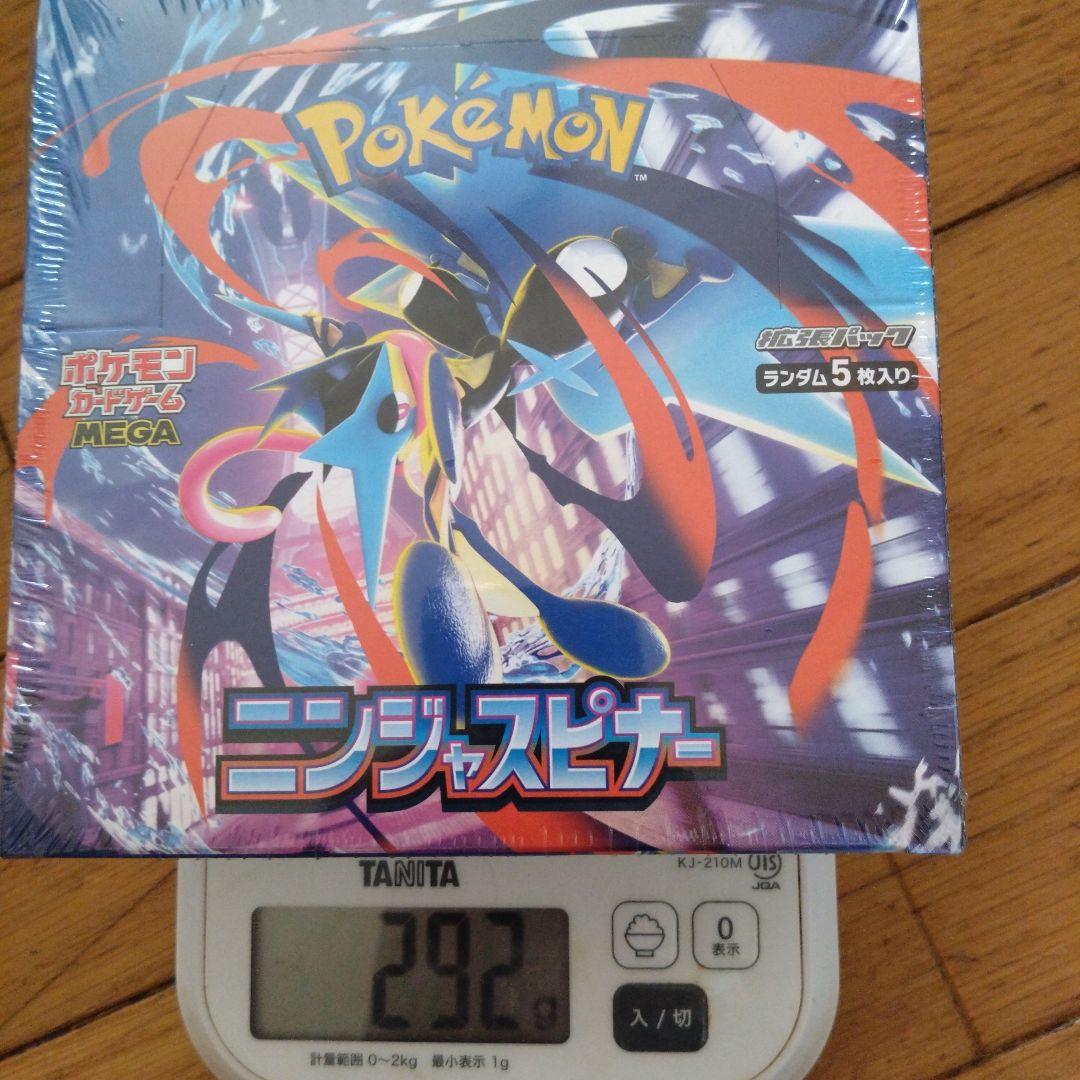 POKéMON
TM
拡張パック
ランダム5枚入り
ポケモン
カードゲーム
MEGA
ニンジャスピナー
TANITA
KJ-210M
JIS
JQA
292g
0
表示
入/切
計量範囲 0〜2kg 最小表示 1g